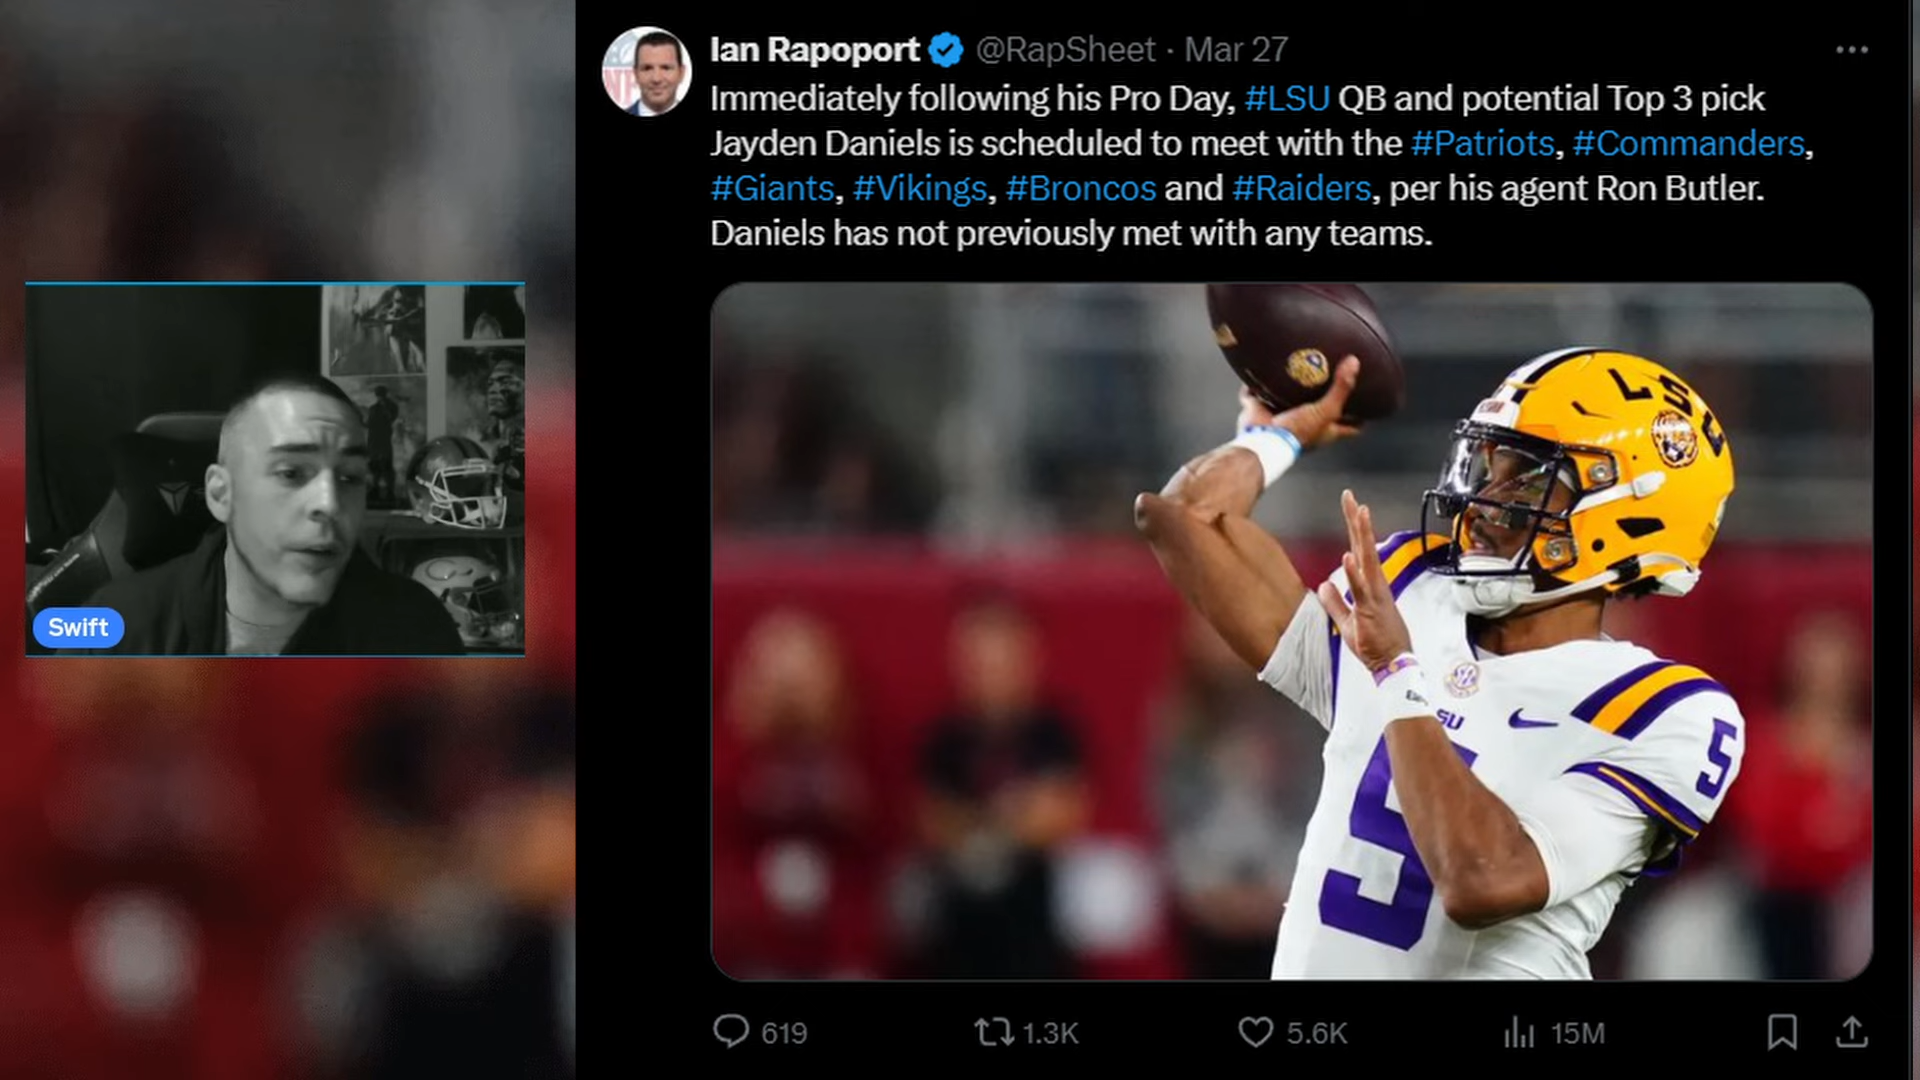 Ian Rapoport @RapSheet · Mar 27
Immediately following his Pro Day, #LSU QB and potential Top 3 pick
Jayden Daniels is scheduled to meet with the #Patriots, #Commanders,
#Giants, #Vikings, #Broncos and #Raiders, per his agent Ron Butler.
Daniels has not previously met with any teams.
LSU
SU
5
5
Swift
619 1.3K 5.6K 15M